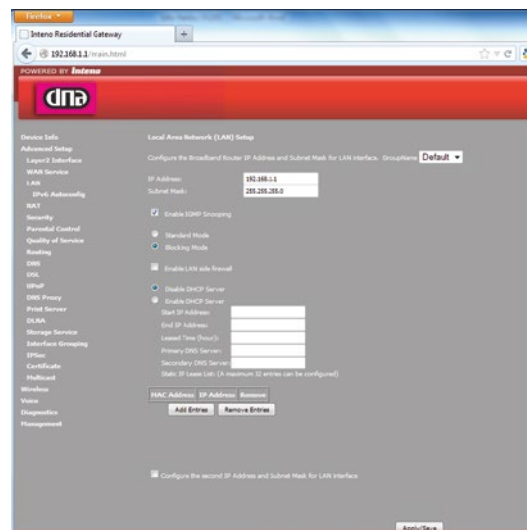 Firefox
Inteno Residential Gateway
192.168.1.1/main.html
POWERED BY Inteno
dna
Device Info
Advanced Setup
Layer2 Interface
WAN Service
LAN
IPv6 Autoconfig
NAT
Security
Parental Control
Quality of Service
Routing
DNS
DSL
UPnP
DNS Proxy
Print Server
DLNA
Storage Service
Interface Grouping
IPSec
Certificate
Multicast
Wireless
Voice
Diagnostics
Management
Local Area Network (LAN) Setup
Configure the Broadband Router IP Address and Subnet Mask for LAN interface. GroupName Default
IP Address: 192.168.1.1
Subnet Mask: 255.255.255.0
Enable IGMP Snooping
Standard Mode
Blocking Mode
Enable LAN side firewall
Disable DHCP Server
Enable DHCP Server
Start IP Address:
End IP Address:
Leased Time (hour):
Primary DNS Server:
Secondary DNS Server:
Static IP Lease List: (A maximum 32 entries can be configured)
MAC Address IP Address Remove
Add Entries Remove Entries
Configure the second IP Address and Subnet Mask for LAN interface
Apply/Save